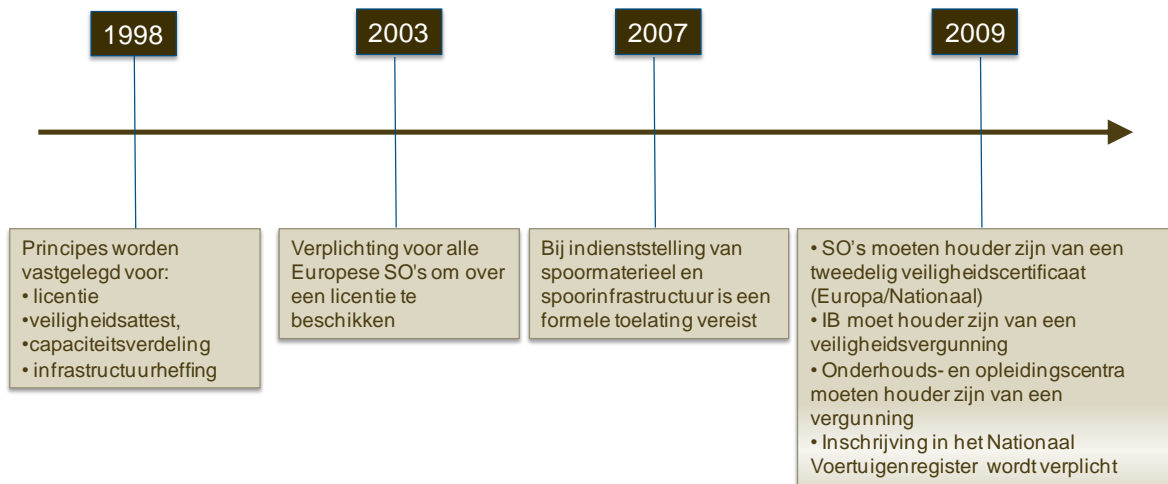 1998
2003
2007
2009
Principes worden
vastgelegd voor:
• licentie
•veiligheidsattest,
•capaciteitsverdeling
• infrastructuurheffing
Verplichting voor alle
Europese SO's om over
een licentie te
beschikken
Bij indienststelling van
spoormaterieel en
spoorinfrastructuur is een
formele toelating vereist
• SO’s moeten houder zijn van een
tweedelig veiligheidscertificaat
(Europa/Nationaal)
• IB moet houder zijn van een
veiligheidsvergunning
• Onderhouds- en opleidingscentra
moeten houder zijn van een
vergunning
• Inschrijving in het Nationaal
Voertuigenregister wordt verplicht